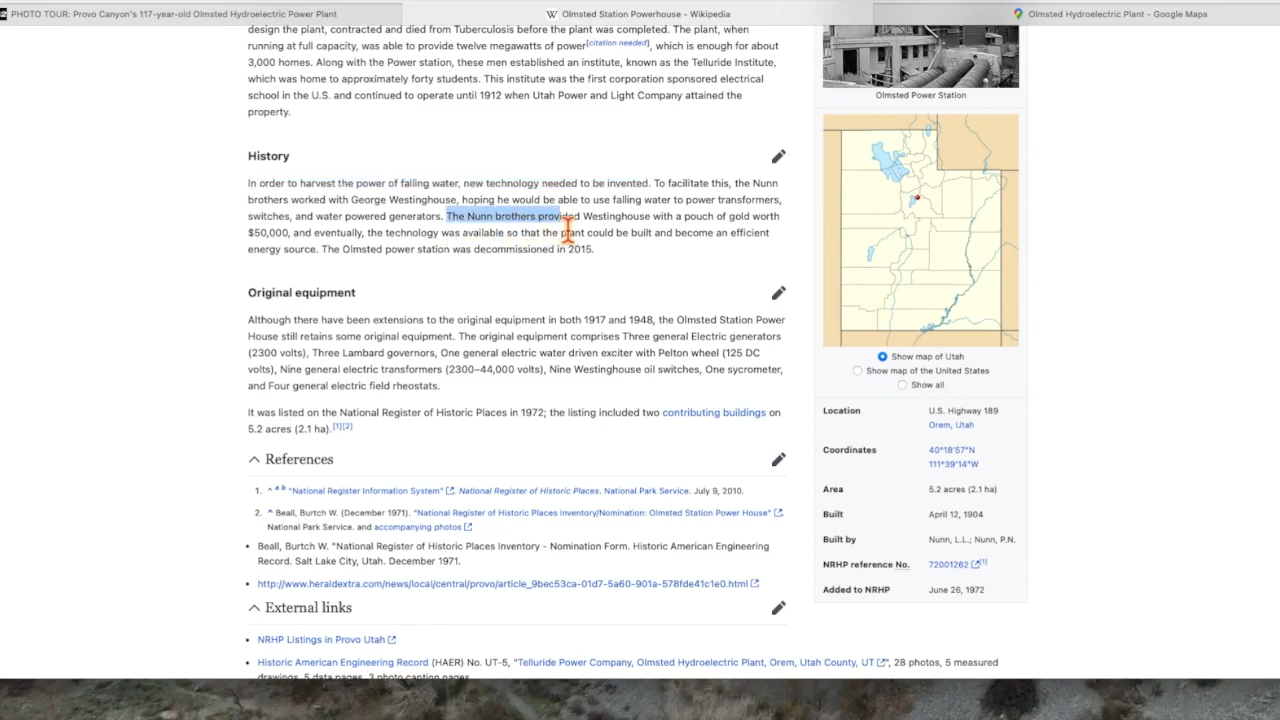 PHOTO TOUR: Provo Canyon's 117-year-old Olmsted Hydroelectric Power Plant
Olmsted Station Powerhouse - Wikipedia
Olmsted Hydroelectric Plant - Google Maps
design the plant, contracted and died from Tuberculosis before the plant was completed. The plant, when
running at full capacity, was able to provide twelve megawatts of power[citation needed], which is enough for about
3,000 homes. Along with the Power station, these men established an institute, known as the Telluride Institute,
which was home to approximately forty students. This institute was the first corporation sponsored electrical
school in the U.S. and continued to operate until 1912 when Utah Power and Light Company attained the
property.
History
In order to harvest the power of falling water, new technology needed to be invented. To facilitate this, the Nunn
brothers worked with George Westinghouse, hoping he would be able to use falling water to power transformers,
switches, and water powered generators. The Nunn brothers provided Westinghouse with a pouch of gold worth
$50,000, and eventually, the technology was available so that the plant could be built and become an efficient
energy source. The Olmsted power station was decommissioned in 2015.
Original equipment
Although there have been extensions to the original equipment in both 1917 and 1948, the Olmsted Station Power
House still retains some original equipment. The original equipment comprises Three general Electric generators
(2300 volts), Three Lambard governors, One general electric water driven exciter with Pelton wheel (125 DC
volts), Nine general electric transformers (2300–44,000 volts), Nine Westinghouse oil switches, One sycrometer,
and Four general electric field rheostats.
It was listed on the National Register of Historic Places in 1972; the listing included two contributing buildings on
5.2 acres (2.1 ha).[1][2]
References
1. ^ a b "National Register Information System". National Register of Historic Places. National Park Service. July 9, 2010.
2. ^ Beall, Burtch W. (December 1971). "National Register of Historic Places Inventory/Nomination: Olmsted Station Power House".
National Park Service. and accompanying photos
• Beall, Burtch W. "National Register of Historic Places Inventory - Nomination Form. Historic American Engineering
Record. Salt Lake City, Utah. December 1971.
• http://www.heraldextra.com/news/local/central/provo/article_9bec53ca-01d7-5a60-901a-578fde41c1e0.html
External links
• NRHP Listings in Provo Utah
• Historic American Engineering Record (HAER) No. UT-5, "Telluride Power Company, Olmsted Hydroelectric Plant, Orem, Utah County, UT", 28 photos, 5 measured
drawings, 5 data pages, 3 photo caption pages
Olmsted Power Station
Show map of Utah
Show map of the United States
Show all
Location U.S. Highway 189
Orem, Utah
Coordinates 40°18′57″N
111°39′14″W
Area 5.2 acres (2.1 ha)
Built April 12, 1904
Built by Nunn, L.L.; Nunn, P.N.
NRHP reference No. 72001262[1]
Added to NRHP June 26, 1972